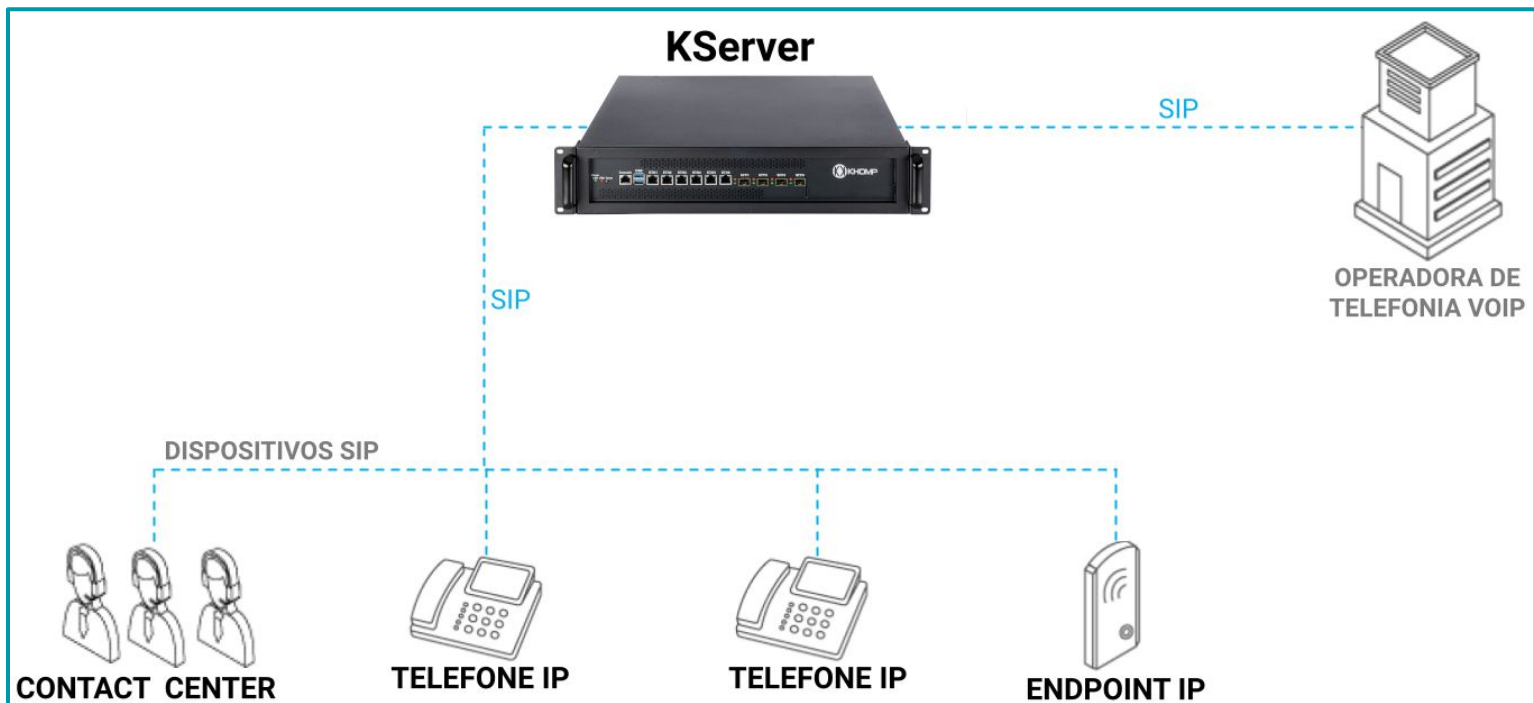 KServer
SIP
KHOMP
OPERADORA DE
TELEFONIA VOIP
SIP
DISPOSITIVOS SIP
CONTACT CENTER
TELEFONE IP
TELEFONE IP
ENDPOINT IP